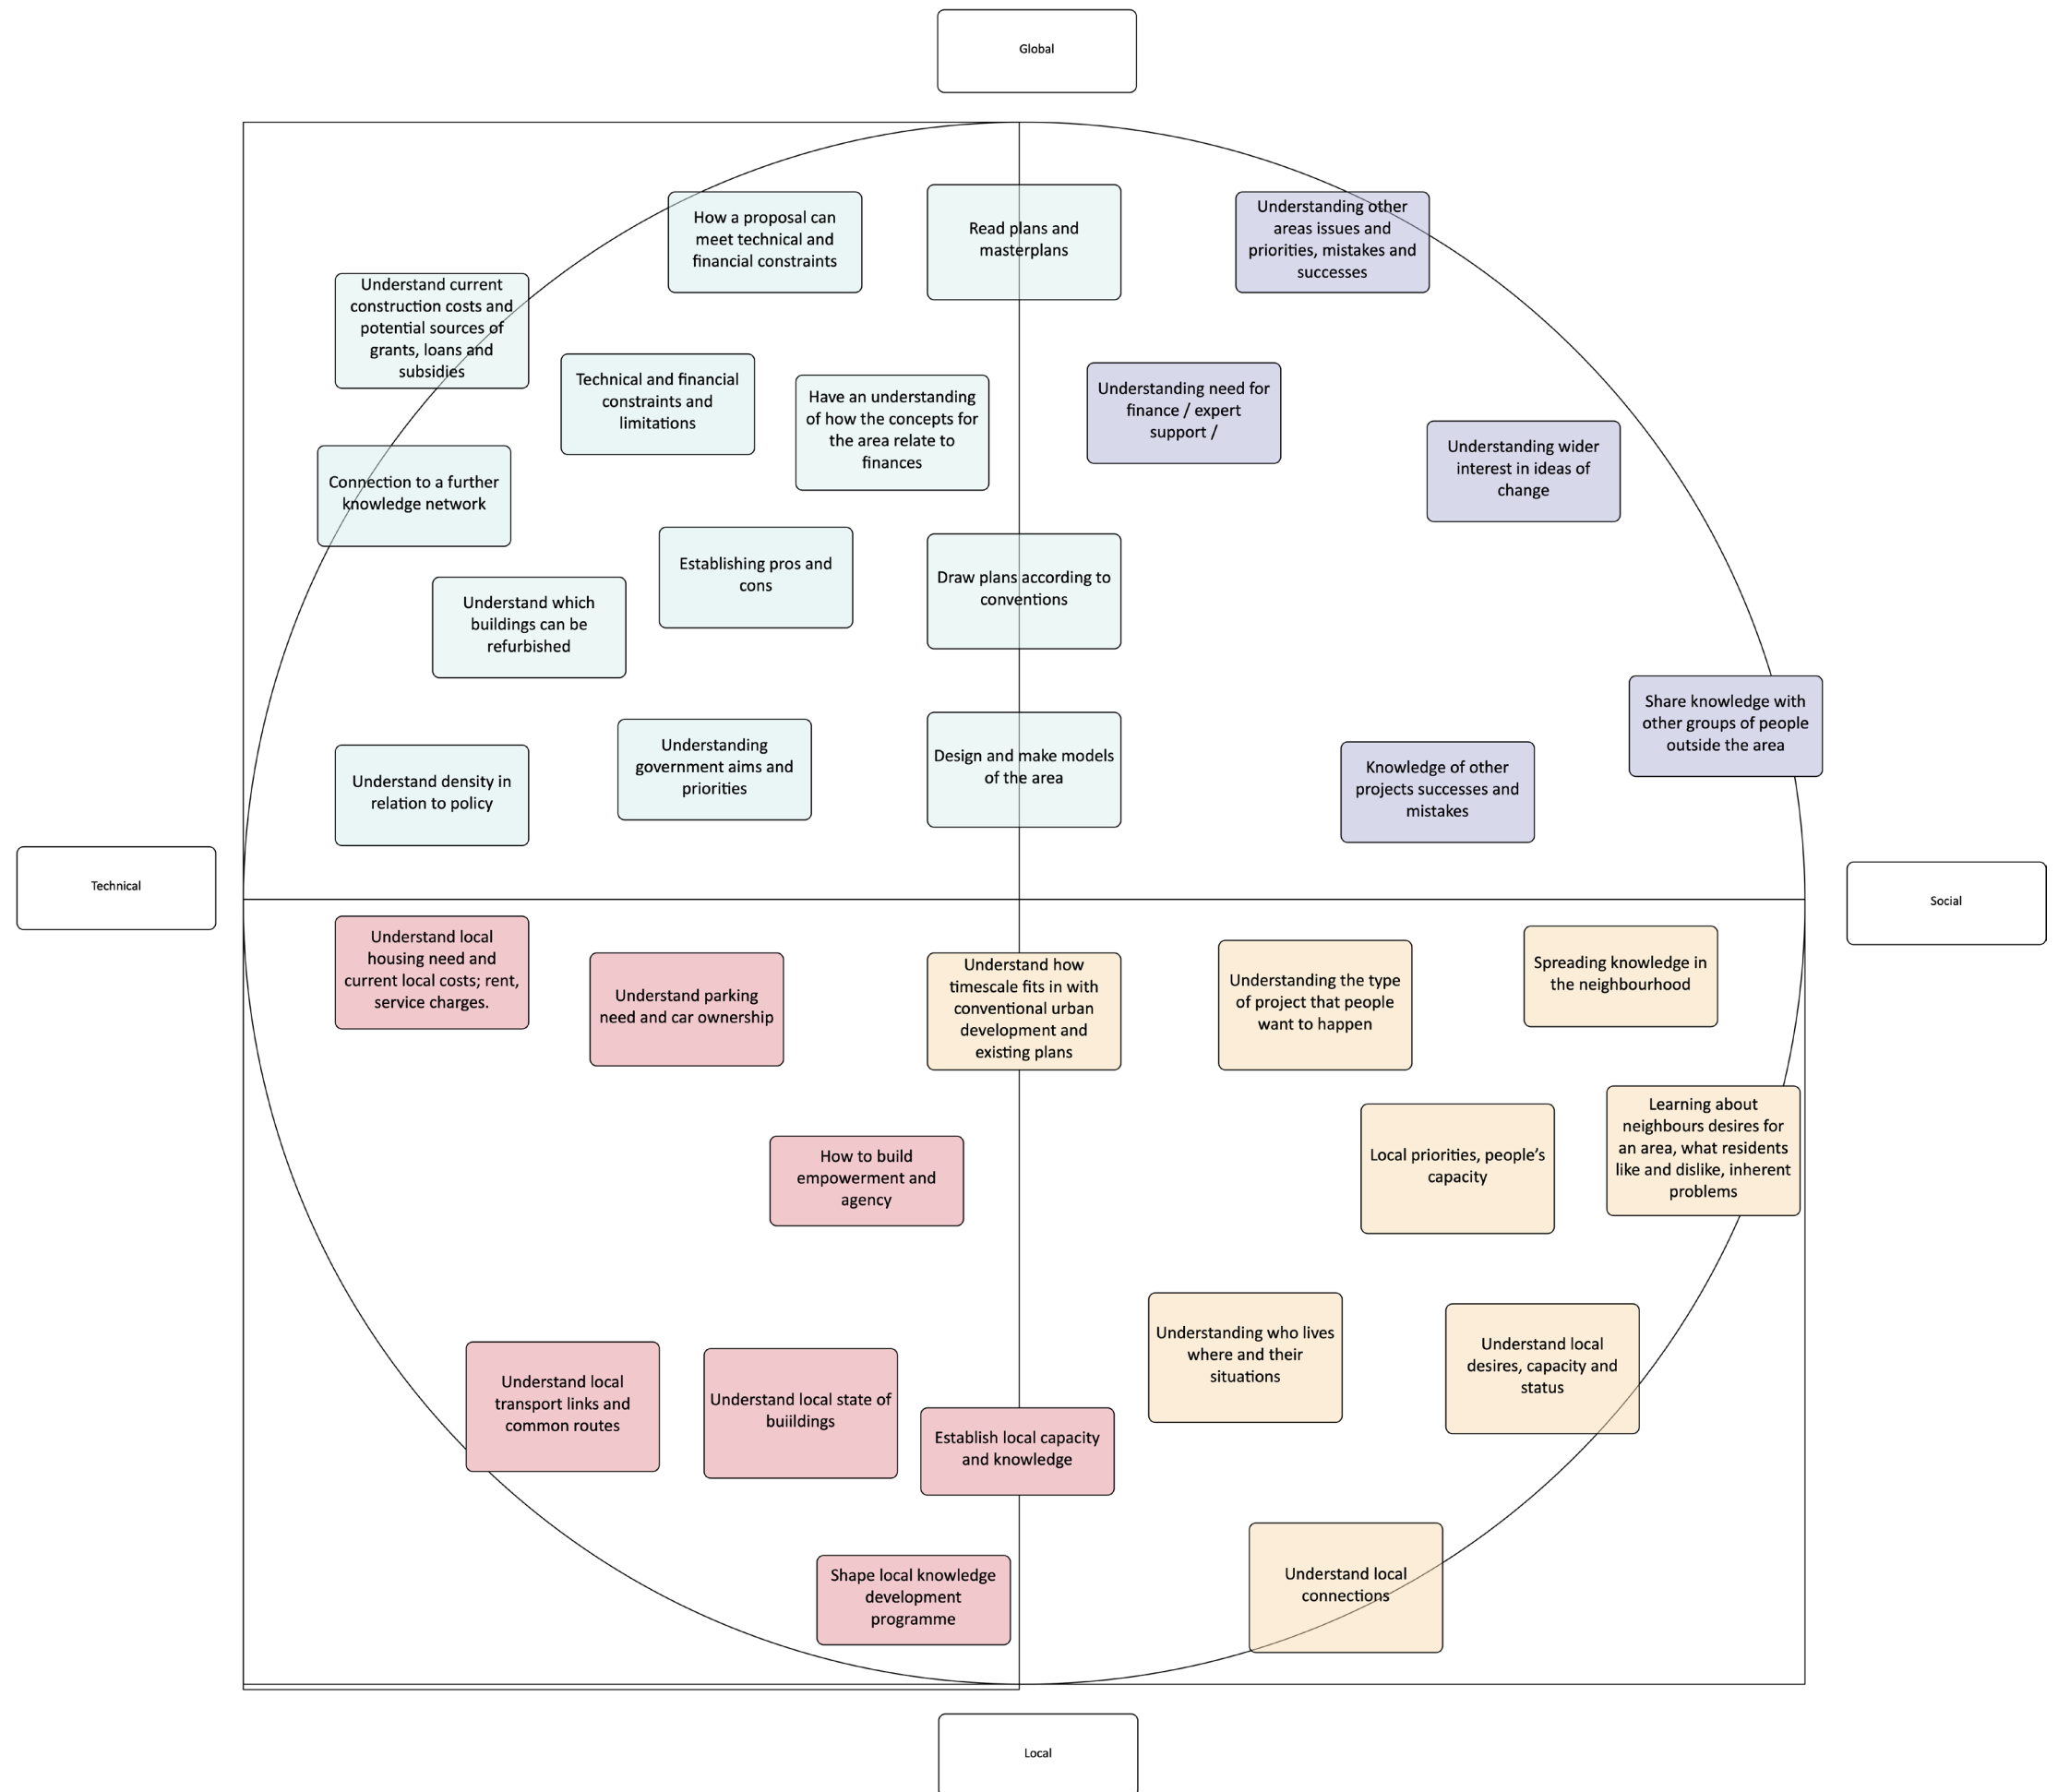 Global
How a proposal can
meet technical and
financial constraints
Read plans and
masterplans
Understanding other
areas issues and
priorities, mistakes and
successes
Understand current
construction costs and
potential sources of
grants, loans and
subsidies
Technical and financial
constraints and
limitations
Have an understanding
of how the concepts for
the area relate to
finances
Understanding need for
finance / expert
support /
Understanding wider
interest in ideas of
change
Connection to a further
knowledge network
Establishing pros and
cons
Draw plans according to
conventions
Understand which
buildings can be
refurbished
Share knowledge with
other groups of people
outside the area
Understand density in
relation to policy
Understanding
government aims and
priorities
Design and make models
of the area
Knowledge of other
projects successes and
mistakes
Technical
Social
Understand local
housing need and
current local costs; rent,
service charges.
Understand parking
need and car ownership
Understand how
timescale fits in with
conventional urban
development and
existing plans
Understanding the type
of project that people
want to happen
Spreading knowledge in
the neighbourhood
How to build
empowerment and
agency
Local priorities, people’s
capacity
Learning about
neighbours desires for
an area, what residents
like and dislike, inherent
problems
Understand local
transport links and
common routes
Understand local state of
buiildings
Establish local capacity
and knowledge
Understanding who lives
where and their
situations
Understand local
desires, capacity and
status
Shape local knowledge
development
programme
Understand local
connections
Local